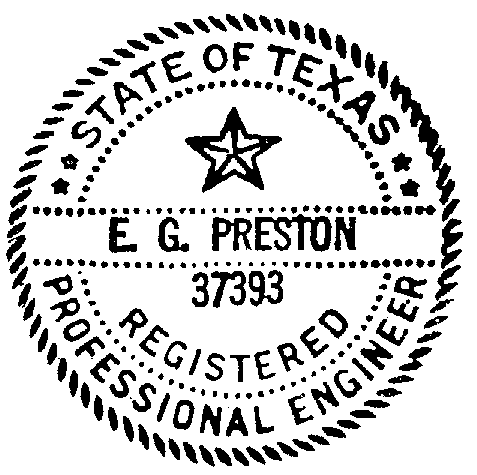 STATE OF TEXAS
E. G. PRESTON
37393
REGISTERED
PROFESSIONAL ENGINEER